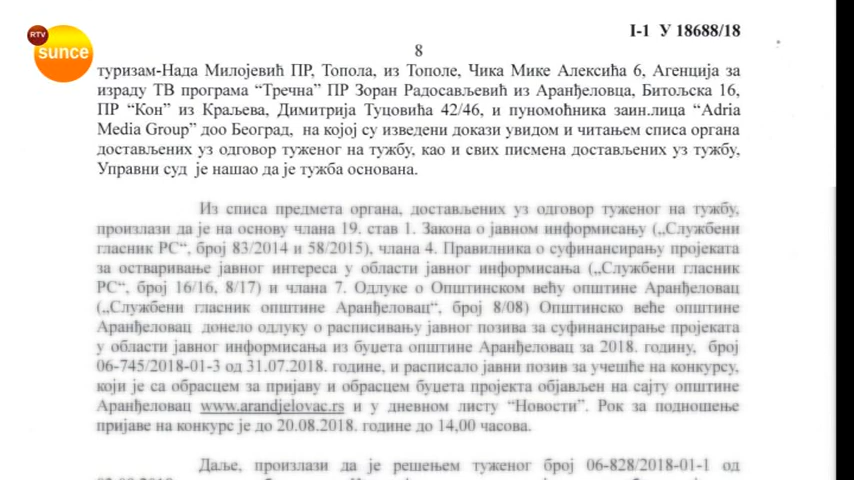 RTV
sunce
I-1 У 18688/18
8
туризам-Нада Милојевић ПР, Топола, из Тополе, Чика Мике Алексића 6, Агенција за
израду ТВ програма “Тречна” ПР Зоран Радосављевић из Аранђеловца, Битољска 16,
ПР “Кон” из Краљева, Димитрија Туцовића 42/46, и пуномоћника заин.лица “Adria
Media Group” доо Београд, на којој су изведени докази увидом и читањем списа органа
достављених уз одговор туженог на тужбу, као и свих писмена достављених уз тужбу,
Управни суд је нашао да је тужба основана.
Из списа предмета органа, достављених уз одговор туженог на тужбу,
произлази да је на основу члана 19. став 1. Закона о јавном информисању („Службени
гласник РС“, број 83/2014 и 58/2015), члана 4. Правилника о суфинансирању пројеката
за остваривање јавног интереса у области јавног информисања („Службени гласник
РС“, број 16/16, 8/17) и члана 7. Одлуке о Општинском већу општине Аранђеловац
(„Службени гласник општине Аранђеловац“, број 8/08) Општинско веће општине
Аранђеловац донело одлуку о расписивању јавног позива за суфинансирање пројеката
у области јавног информисања из буџета општине Аранђеловац за 2018. годину, број
06-745/2018-01-3 од 31.07.2018. године, и расписало јавни позив за учешће на конкурсу,
који је са обрасцем за пријаву и обрасцем буџета пројекта објављен на сајту општине
Аранђеловац www.arandjelovac.rs и у дневном листу “Новости”. Рок за подношење
пријаве на конкурс је до 20.08.2018. године до 14,00 часова.
Даље, произлази да је решењем туженог број 06-828/2018-01-1 од